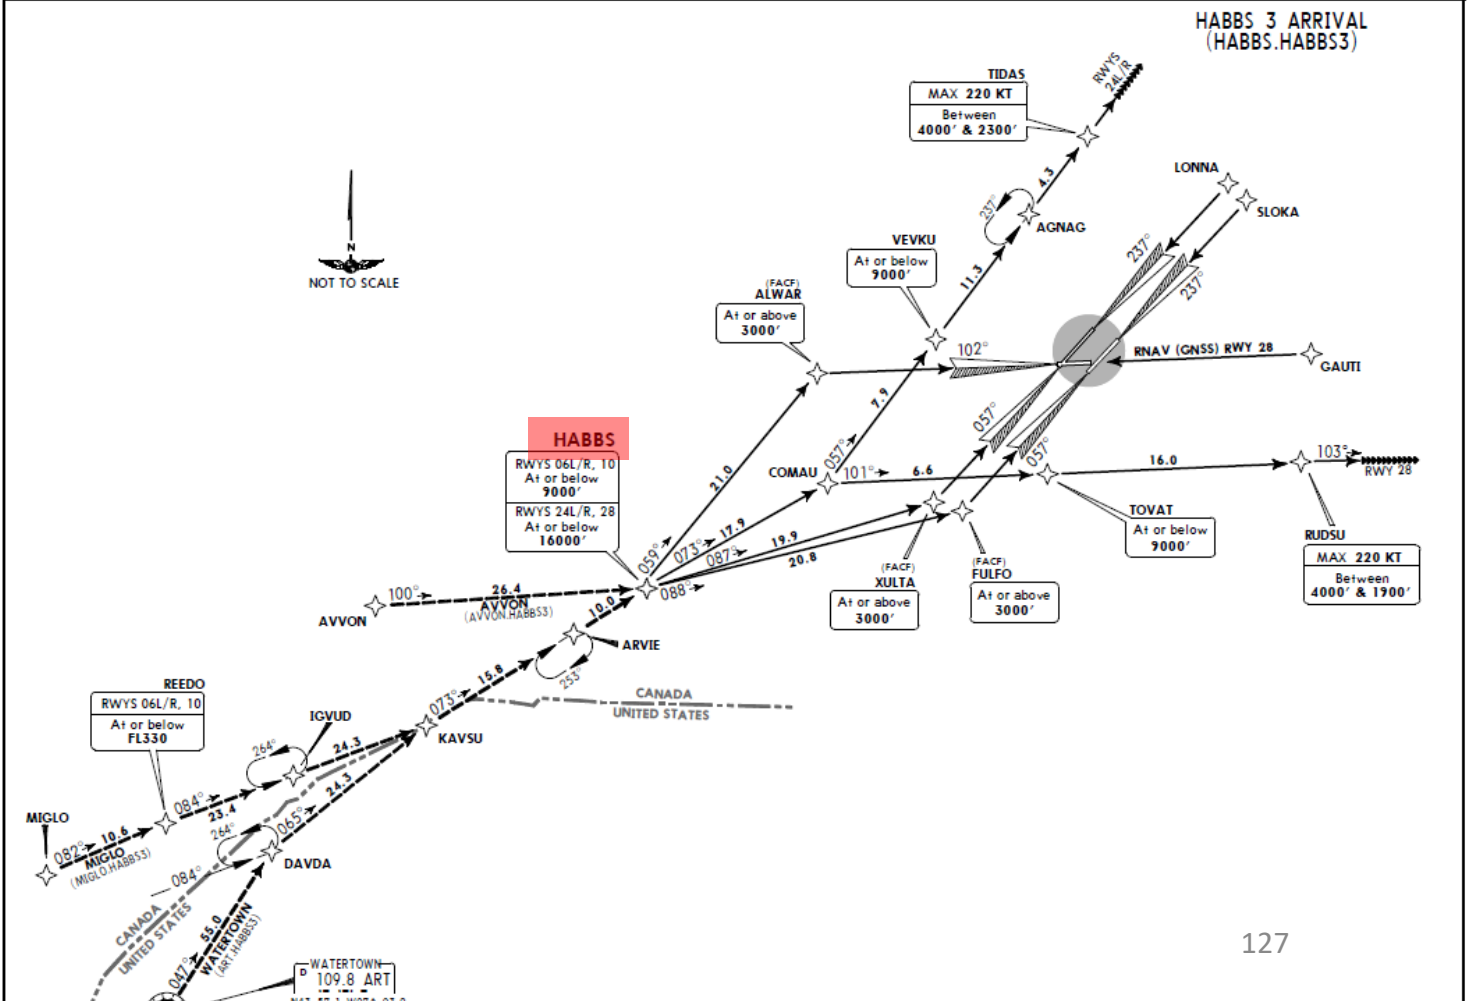 HABBS 3 ARRIVAL
(HABBS.HABBS3)
RWYS
24L/R
TIDAS
MAX 220 KT
Between
4000' & 2300'
LONNA
SLOKA
4.3
237°
AGNAG
N
NOT TO SCALE
VEVKU
At or below
9000'
11.3
237°
237°
(FACF)
ALWAR
At or above
3000'
102°
RNAV (GNSS) RWY 28
GAUTI
7.9
057°
057°
HABBS
RWYS 06L/R, 10
At or below
9000'
RWYS 24L/R, 28
At or below
16000'
21.0
COMAU
057°
101°
6.6
16.0
103°
RWY 28
TOVAT
At or below
9000'
RUDSU
MAX 220 KT
Between
4000' & 1900'
17.9
19.9
20.8
059°
073°
087°
088°
(FACF)
XULTA
At or above
3000'
(FACF)
FULFO
At or above
3000'
100°
26.4
AVVON
(AVVON.HABBS3)
AVVON
10.0
ARVIE
253°
15.8
073°
CANADA
UNITED STATES
REEDO
RWYS 06L/R, 10
At or below
FL330
IGVUD
KAVSU
264°
24.3
24.3
084°
23.4
065°
MIGLO
082°
10.6
MIGLO
(MIGLO.HABBS3)
264°
DAVDA
084°
CANADA
UNITED STATES
55.0
047°
WATERTOWN
(ART.HABBS3)
WATERTOWN
D 109.8 ART
127